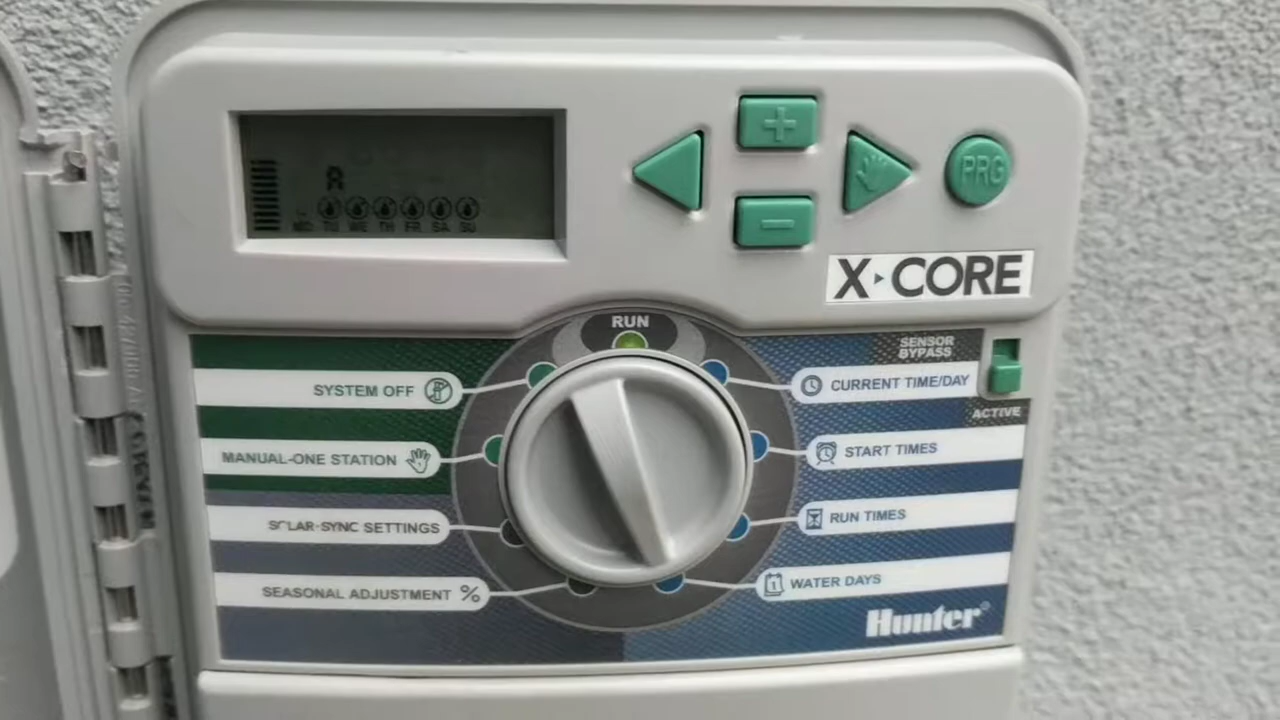 A
MO TU WE TH FR SA SU
PRG
X CORE
RUN
SENSOR
BYPASS
SYSTEM OFF
CURRENT TIME/DAY
ACTIVE
MANUAL-ONE STATION
START TIMES
SOLAR-SYNC SETTINGS
RUN TIMES
1
SEASONAL ADJUSTMENT %
WATER DAYS
Hunter®